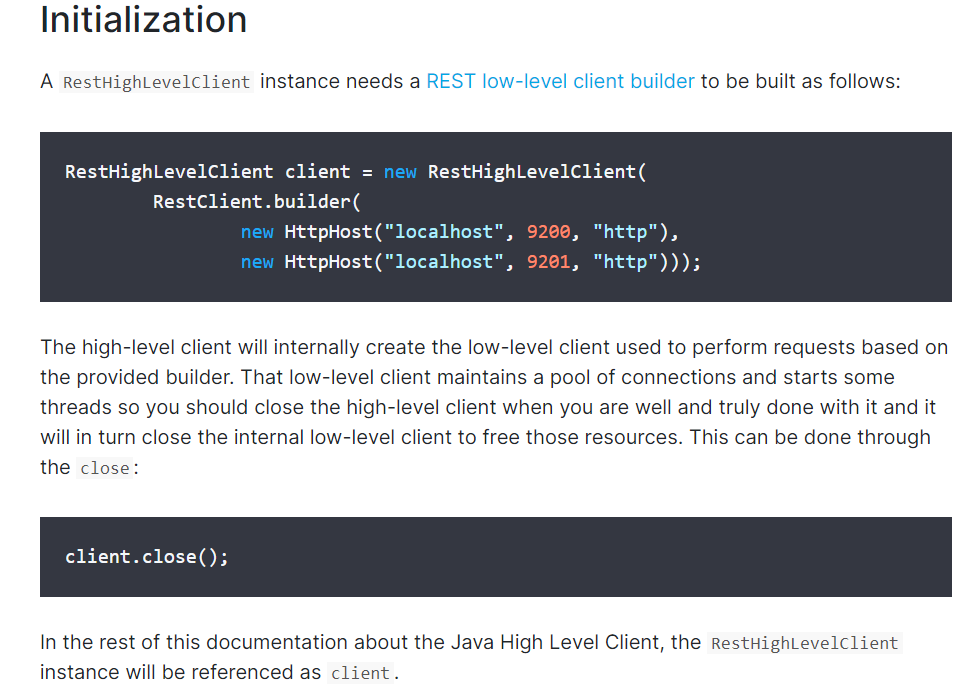 Initialization
A RestHighLevelClient instance needs a REST low-level client builder to be built as follows:
RestHighLevelClient client = new RestHighLevelClient(
        RestClient.builder(
                new HttpHost("localhost", 9200, "http"),
                new HttpHost("localhost", 9201, "http")));
The high-level client will internally create the low-level client used to perform requests based on
the provided builder. That low-level client maintains a pool of connections and starts some
threads so you should close the high-level client when you are well and truly done with it and it
will in turn close the internal low-level client to free those resources. This can be done through
the close:
client.close();
In the rest of this documentation about the Java High Level Client, the RestHighLevelClient
instance will be referenced as client.